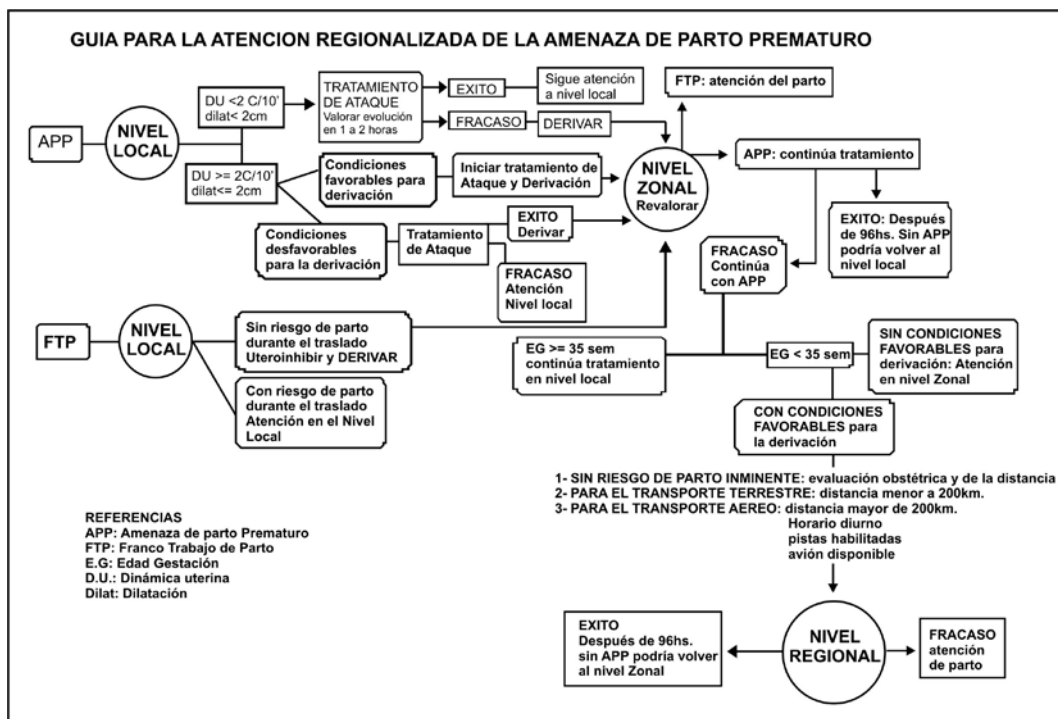 GUIA PARA LA ATENCION REGIONALIZADA DE LA AMENAZA DE PARTO PREMATURO
APP
NIVEL
LOCAL
DU <2 C/10'
dilat< 2cm
TRATAMIENTO
DE ATAQUE
Valorar evolución
en 1 a 2 horas
EXITO
Sigue atención
a nivel local
FRACASO
DERIVAR
DU >= 2C/10'
dilat<= 2cm
Condiciones
favorables para
derivación
Iniciar tratamiento de
Ataque y Derivación
Condiciones
desfavorables
para la derivación
Tratamiento
de Ataque
EXITO
Derivar
FRACASO
Atención
Nivel local
NIVEL
ZONAL
Revalorar
FTP: atención del parto
APP: continúa tratamiento
EXITO: Después
de 96hs. Sin APP
podría volver al
nivel local
FRACASO
Continúa
con APP
FTP
NIVEL
LOCAL
Sin riesgo de parto
durante el traslado
Uteroinhibir y DERIVAR
Con riesgo de parto
durante el traslado
Atención en el Nivel
Local
EG >= 35 sem
continúa tratamiento
en nivel local
EG < 35 sem
SIN CONDICIONES
FAVORABLES para
derivación: Atención
en nivel Zonal
CON CONDICIONES
FAVORABLES para
la derivación
1- SIN RIESGO DE PARTO INMINENTE: evaluación obstétrica y de la distancia
2- PARA EL TRANSPORTE TERRESTRE: distancia menor a 200km.
3- PARA EL TRANSPORTE AEREO: distancia mayor de 200km.
Horario diurno
pistas habilitadas
avión disponible
REFERENCIAS
APP: Amenaza de parto Prematuro
FTP: Franco Trabajo de Parto
E.G: Edad Gestación
D.U.: Dinámica uterina
Dilat: Dilatación
EXITO
Después de 96hs.
sin APP podría volver
al nivel Zonal
NIVEL
REGIONAL
FRACASO
atención
de parto